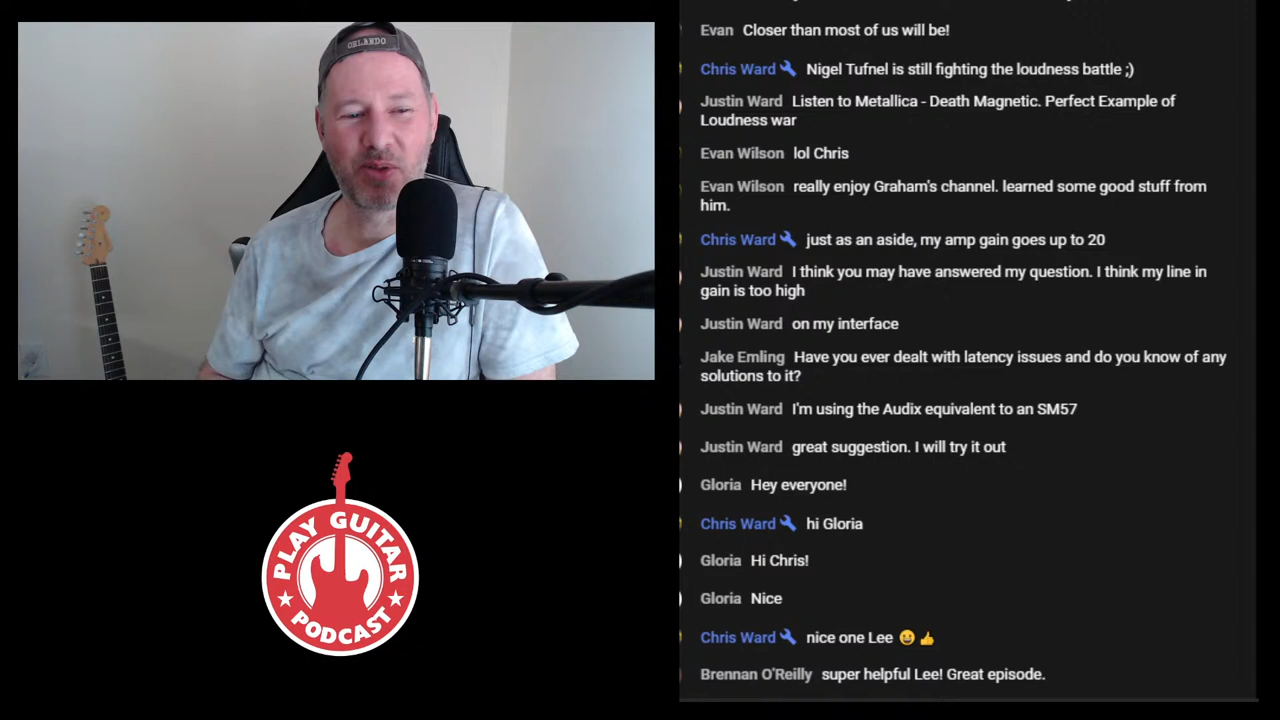 ORLANDO
PLAY GUITAR
PODCAST
Evan Closer than most of us will be!
Chris Ward Nigel Tufnel is still fighting the loudness battle ;)
Justin Ward Listen to Metallica - Death Magnetic. Perfect Example of
Loudness war
Evan Wilson lol Chris
Evan Wilson really enjoy Graham's channel. learned some good stuff from
him.
Chris Ward just as an aside, my amp gain goes up to 20
Justin Ward I think you may have answered my question. I think my line in
gain is too high
Justin Ward on my interface
Jake Emling Have you ever dealt with latency issues and do you know of any
solutions to it?
Justin Ward I'm using the Audix equivalent to an SM57
Justin Ward great suggestion. I will try it out
Gloria Hey everyone!
Chris Ward hi Gloria
Gloria Hi Chris!
Gloria Nice
Chris Ward nice one Lee 😀👍
Brennan O'Reilly super helpful Lee! Great episode.